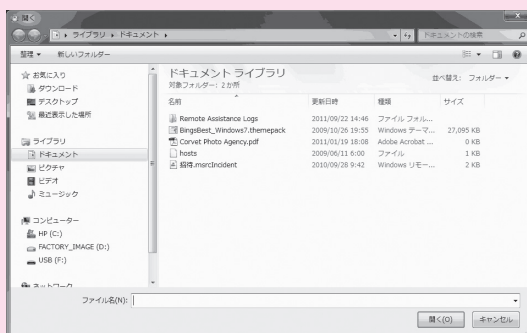 開く
ライブラリ ▸ ドキュメント ▸
ドキュメントの検索
整理 ▾ 新しいフォルダー
お気に入り
ダウンロード
デスクトップ
最近表示した場所
ライブラリ
ドキュメント
ピクチャ
ビデオ
ミュージック
コンピューター
HP (C:)
FACTORY_IMAGE (D:)
USB (F:)
ネットワーク
ドキュメント ライブラリ
対象フォルダー: 2か所
並べ替え: フォルダー ▾
名前 更新日時 種類 サイズ
Remote Assistance Logs 2011/09/22 14:46 ファイル フォル...
BingsBest_Windows7.themepack 2009/10/26 19:55 Windows テーマ... 27,095 KB
Corvet Photo Agency.pdf 2011/01/19 18:08 Adobe Acrobat ... 0 KB
hosts 2009/06/11 6:00 ファイル 1 KB
招待.msrcIncident 2010/09/28 9:42 Windows リモー... 2 KB
ファイル名(N):
開く(O) キャンセル